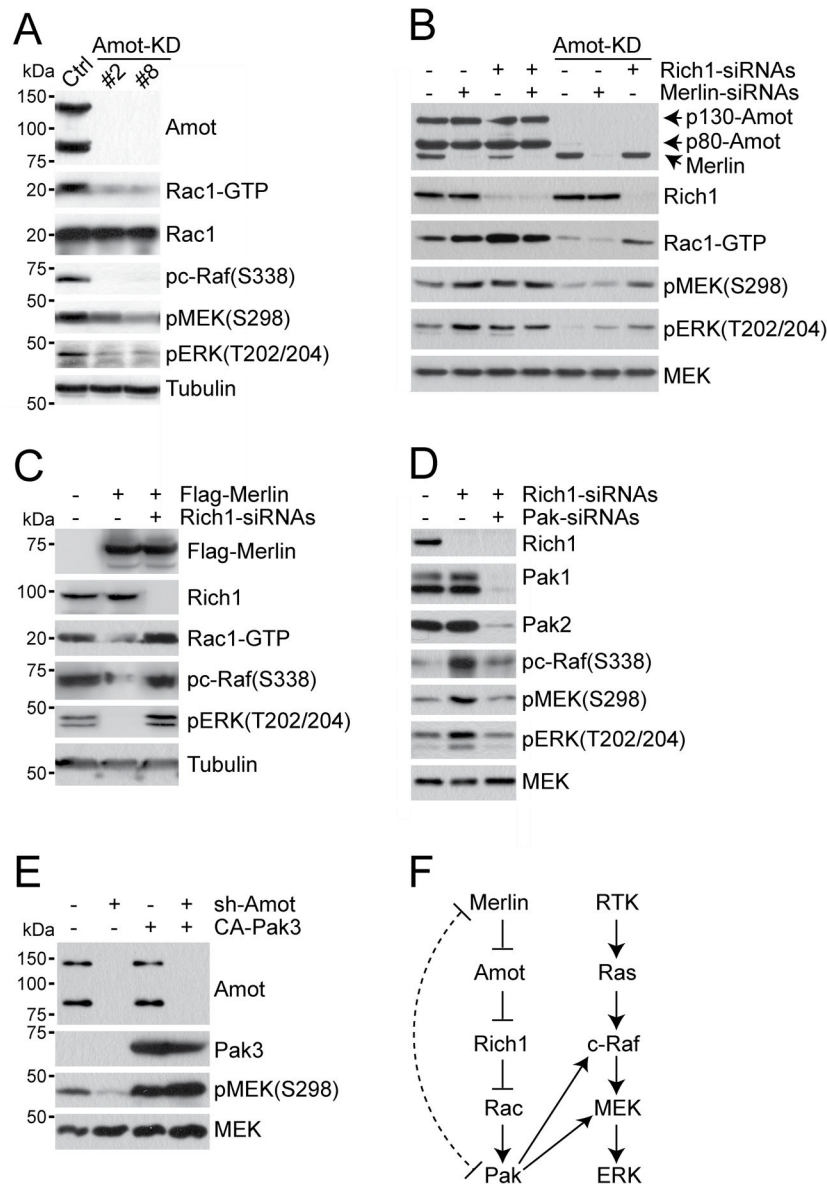 A
Amot-KD
kDa Ctrl #2 #8
150
100
75
Amot
20
Rac1-GTP
20
Rac1
75
pc-Raf(S338)
50
pMEK(S298)
50
pERK(T202/204)
Tubulin
50
B
Amot-KD
- - + + - - + Rich1-siRNAs
- + - + - + - Merlin-siRNAs
p130-Amot
p80-Amot
Merlin
Rich1
Rac1-GTP
pMEK(S298)
pERK(T202/204)
MEK
C
- + + Flag-Merlin
kDa - - + Rich1-siRNAs
75
Flag-Merlin
100
Rich1
20
Rac1-GTP
75
pc-Raf(S338)
50
pERK(T202/204)
Tubulin
50
D
- + + Rich1-siRNAs
- - + Pak-siRNAs
Rich1
Pak1
Pak2
pc-Raf(S338)
pMEK(S298)
pERK(T202/204)
MEK
E
- + - + sh-Amot
kDa - - + + CA-Pak3
150
100
Amot
75
75
Pak3
50
pMEK(S298)
50
MEK
F
Merlin RTK
Amot Ras
Rich1 c-Raf
Rac MEK
Pak ERK